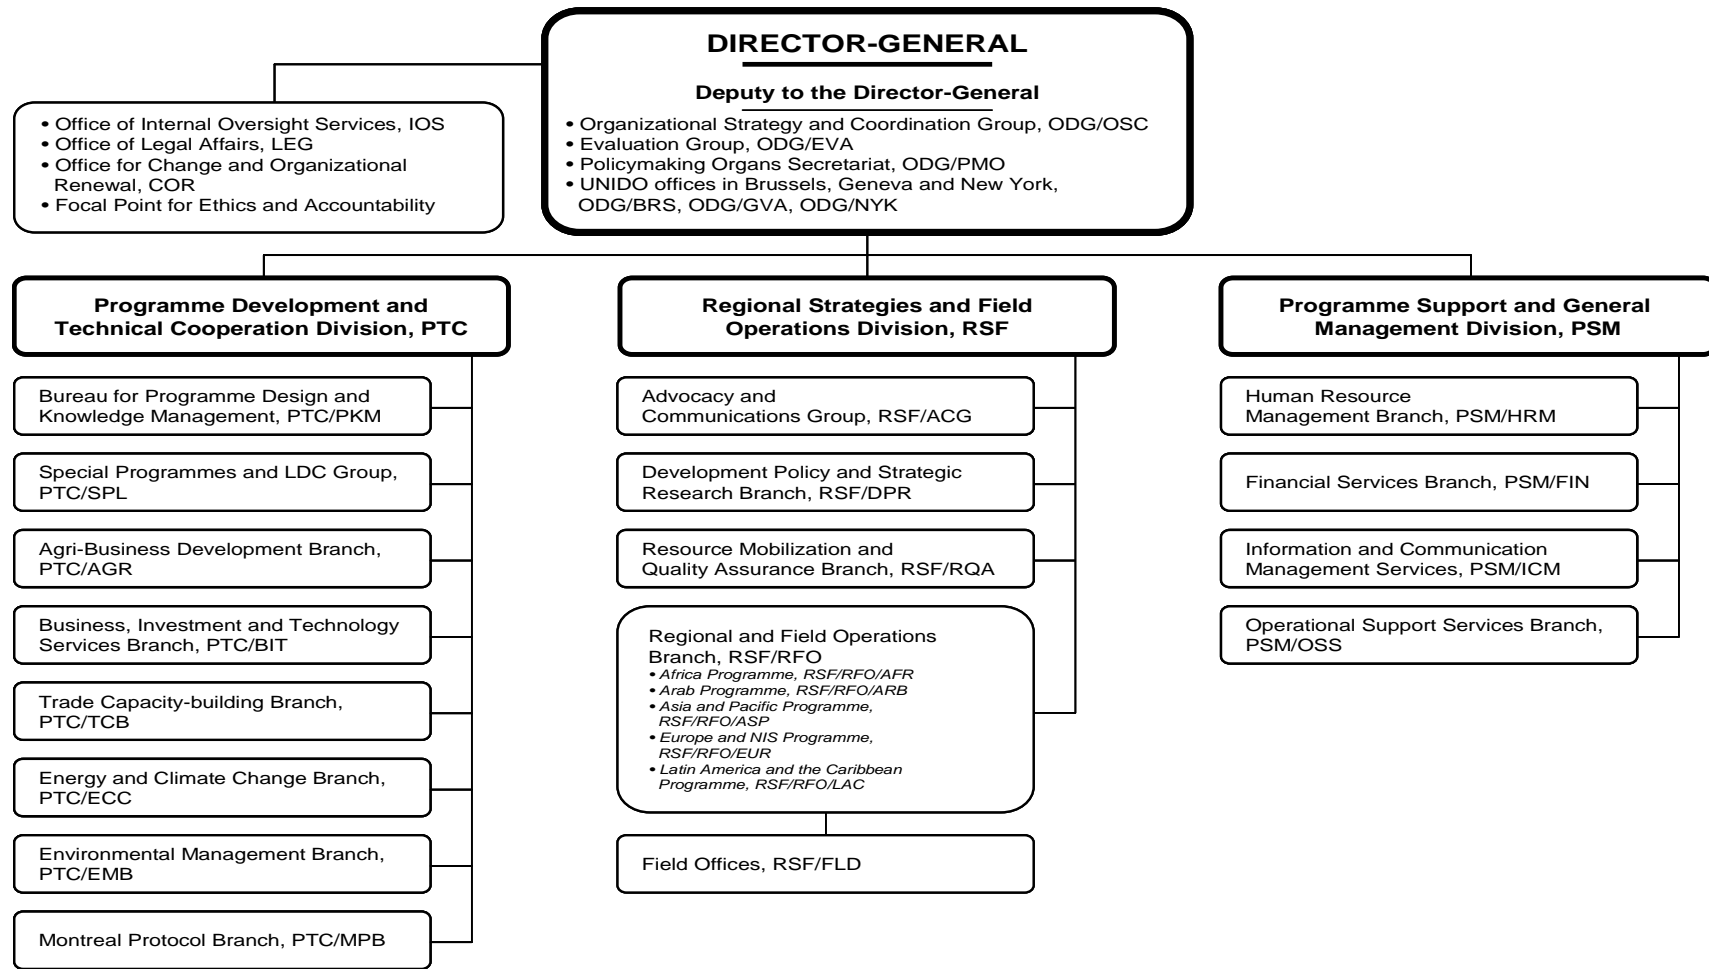 DIRECTOR-GENERAL
Deputy to the Director-General
• Organizational Strategy and Coordination Group, ODG/OSC
• Evaluation Group, ODG/EVA
• Policymaking Organs Secretariat, ODG/PMO
• UNIDO offices in Brussels, Geneva and New York,
ODG/BRS, ODG/GVA, ODG/NYK
• Office of Internal Oversight Services, IOS
• Office of Legal Affairs, LEG
• Office for Change and Organizational
Renewal, COR
• Focal Point for Ethics and Accountability
Programme Development and
Technical Cooperation Division, PTC
Bureau for Programme Design and
Knowledge Management, PTC/PKM
Special Programmes and LDC Group,
PTC/SPL
Agri-Business Development Branch,
PTC/AGR
Business, Investment and Technology
Services Branch, PTC/BIT
Trade Capacity-building Branch,
PTC/TCB
Energy and Climate Change Branch,
PTC/ECC
Environmental Management Branch,
PTC/EMB
Montreal Protocol Branch, PTC/MPB
Regional Strategies and Field
Operations Division, RSF
Advocacy and
Communications Group, RSF/ACG
Development Policy and Strategic
Research Branch, RSF/DPR
Resource Mobilization and
Quality Assurance Branch, RSF/RQA
Regional and Field Operations
Branch, RSF/RFO
• Africa Programme, RSF/RFO/AFR
• Arab Programme, RSF/RFO/ARB
• Asia and Pacific Programme,
RSF/RFO/ASP
• Europe and NIS Programme,
RSF/RFO/EUR
• Latin America and the Caribbean
Programme, RSF/RFO/LAC
Field Offices, RSF/FLD
Programme Support and General
Management Division, PSM
Human Resource
Management Branch, PSM/HRM
Financial Services Branch, PSM/FIN
Information and Communication
Management Services, PSM/ICM
Operational Support Services Branch,
PSM/OSS